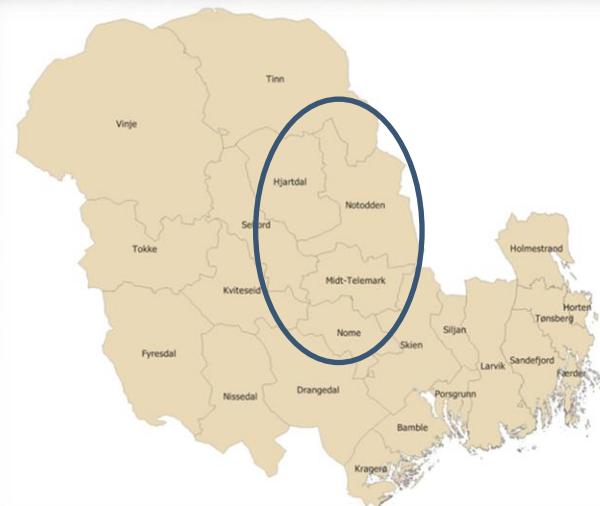 Tinn
Vinje
Hjartdal
Notodden
Seljord
Tokke
Holmestrand
Midt-Telemark
Kviteseid
Horten
Tønsberg
Siljan
Nome
Skien
Fyresdal
Sandefjord
Larvik
Færder
Drangedal
Nissedal
Porsgrunn
Bamble
Kragerø